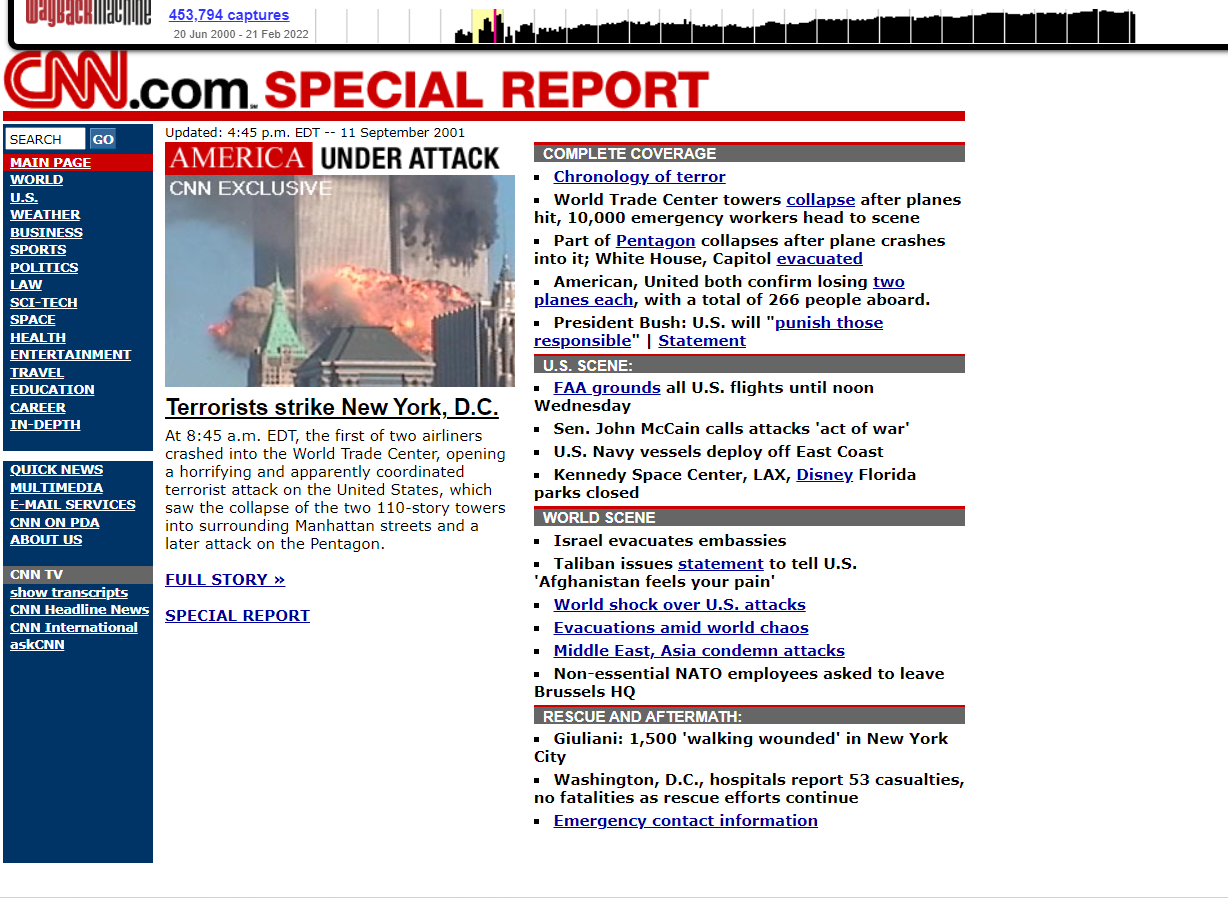 WayBackMachine
453,794 captures
20 Jun 2000 - 21 Feb 2022
CNN.com SPECIAL REPORT
SEARCH GO
MAIN PAGE
WORLD
U.S.
WEATHER
BUSINESS
SPORTS
POLITICS
LAW
SCI-TECH
SPACE
HEALTH
ENTERTAINMENT
TRAVEL
EDUCATION
CAREER
IN-DEPTH
QUICK NEWS
MULTIMEDIA
E-MAIL SERVICES
CNN ON PDA
ABOUT US
CNN TV
show transcripts
CNN Headline News
CNN International
askCNN
Updated: 4:45 p.m. EDT -- 11 September 2001
AMERICA UNDER ATTACK
CNN EXCLUSIVE
Terrorists strike New York, D.C.
At 8:45 a.m. EDT, the first of two airliners
crashed into the World Trade Center, opening
a horrifying and apparently coordinated
terrorist attack on the United States, which
saw the collapse of the two 110-story towers
into surrounding Manhattan streets and a
later attack on the Pentagon.
FULL STORY »
SPECIAL REPORT
COMPLETE COVERAGE
Chronology of terror
World Trade Center towers collapse after planes
hit, 10,000 emergency workers head to scene
Part of Pentagon collapses after plane crashes
into it; White House, Capitol evacuated
American, United both confirm losing two
planes each, with a total of 266 people aboard.
President Bush: U.S. will "punish those
responsible" | Statement
U.S. SCENE:
FAA grounds all U.S. flights until noon
Wednesday
Sen. John McCain calls attacks 'act of war'
U.S. Navy vessels deploy off East Coast
Kennedy Space Center, LAX, Disney Florida
parks closed
WORLD SCENE
Israel evacuates embassies
Taliban issues statement to tell U.S.
'Afghanistan feels your pain'
World shock over U.S. attacks
Evacuations amid world chaos
Middle East, Asia condemn attacks
Non-essential NATO employees asked to leave
Brussels HQ
RESCUE AND AFTERMATH:
Giuliani: 1,500 'walking wounded' in New York
City
Washington, D.C., hospitals report 53 casualties,
no fatalities as rescue efforts continue
Emergency contact information